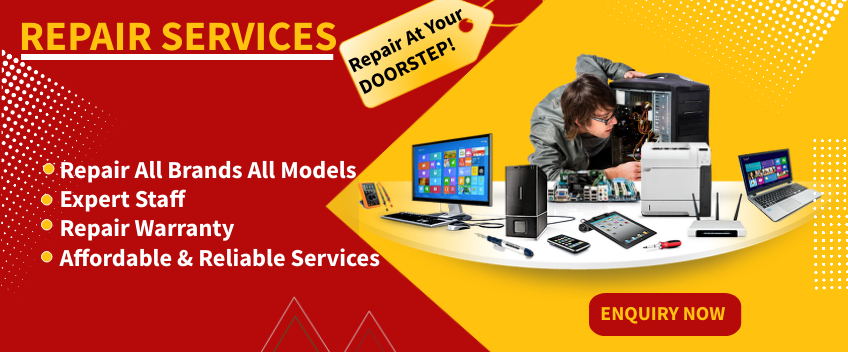 REPAIR SERVICES
Repair At Your
DOORSTEP!
Repair All Brands All Models
Expert Staff
Repair Warranty
Affordable & Reliable Services
ENQUIRY NOW